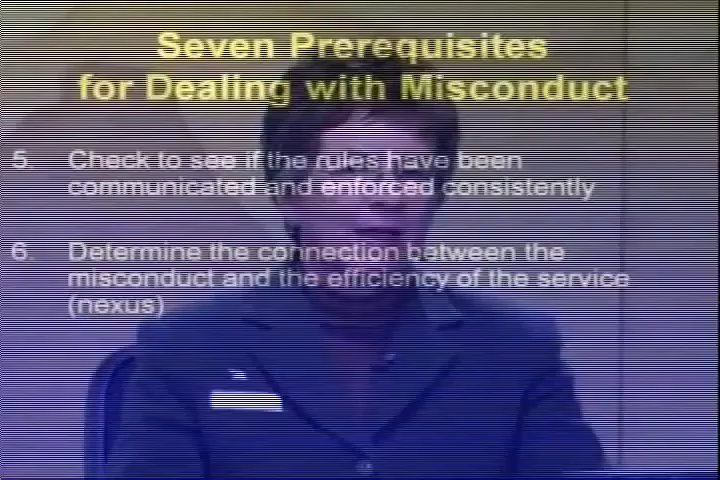 Seven Prerequisites
for Dealing with Misconduct
5. Check to see if the rules have been
communicated and enforced consistently
6. Determine the connection between the
misconduct and the efficiency of the service
(nexus)